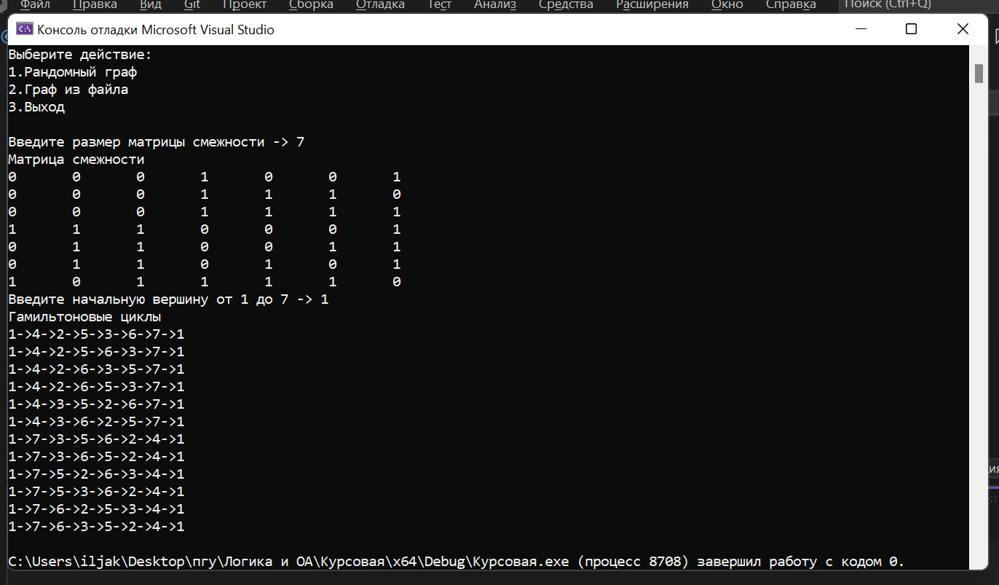 Файл Правка Вид Git Проект Сборка Отладка Тест Анализ Средства Расширения Окно Справка Поиск (Ctrl+Q)
Консоль отладки Microsoft Visual Studio
Выберите действие:
1.Рандомный граф
2.Граф из файла
3.Выход
Введите размер матрицы смежности -> 7
Матрица смежности
0 0 0 1 0 0 1
0 0 0 1 1 1 0
0 0 0 1 1 1 1
1 1 1 0 0 0 1
0 1 1 0 0 1 1
0 1 1 0 1 0 1
1 0 1 1 1 1 0
Введите начальную вершину от 1 до 7 -> 1
Гамильтоновые циклы
1->4->2->5->3->6->7->1
1->4->2->5->6->3->7->1
1->4->2->6->3->5->7->1
1->4->2->6->5->3->7->1
1->4->3->5->2->6->7->1
1->4->3->6->2->5->7->1
1->7->3->5->6->2->4->1
1->7->3->6->5->2->4->1
1->7->5->2->6->3->4->1
1->7->5->3->6->2->4->1
1->7->6->2->5->3->4->1
1->7->6->3->5->2->4->1
C:\Users\iljak\Desktop\пгу\Логика и ОА\Курсовая\x64\Debug\Курсовая.exe (процесс 8708) завершил работу с кодом 0.